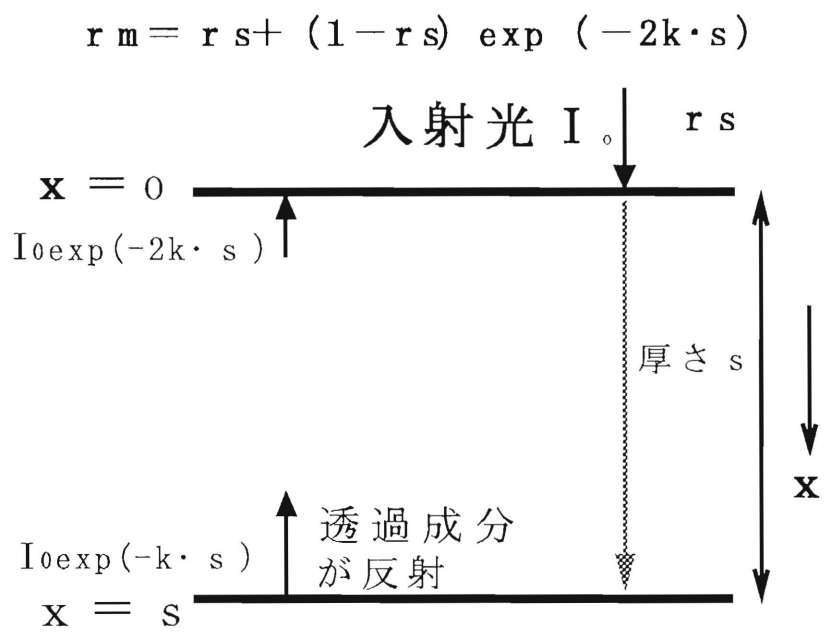 rm＝rs+(1-rs) exp (-2k·s)
入射光 I₀ rs
x＝0
I0exp(-2k· s)
厚さ s
x
透過成分
が反射
I0exp(-k· s)
x＝s